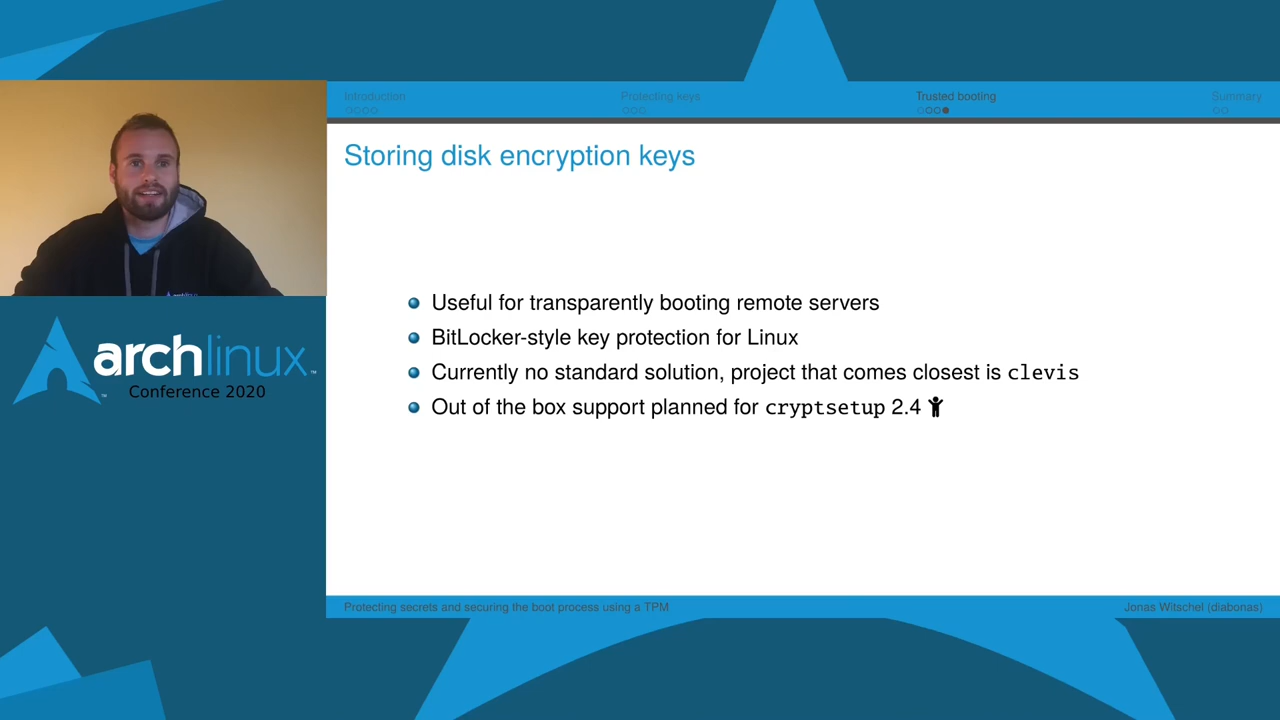 Introduction
Protecting keys
Trusted booting
Summary
Storing disk encryption keys
Useful for transparently booting remote servers
BitLocker-style key protection for Linux
Currently no standard solution, project that comes closest is clevis
Out of the box support planned for cryptsetup 2.4
archlinux™
Conference 2020
Protecting secrets and securing the boot process using a TPM
Jonas Witschel (diabonas)